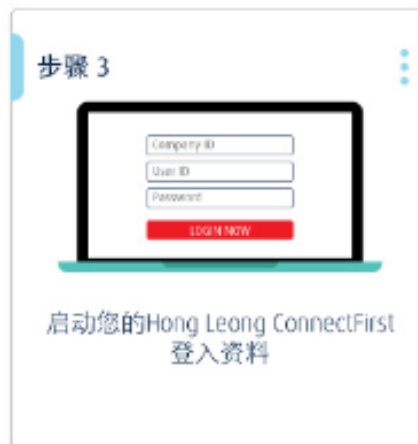 步骤 3
Company ID
User ID
Password
LOGIN NOW
启动您的Hong Leong ConnectFirst
登入资料